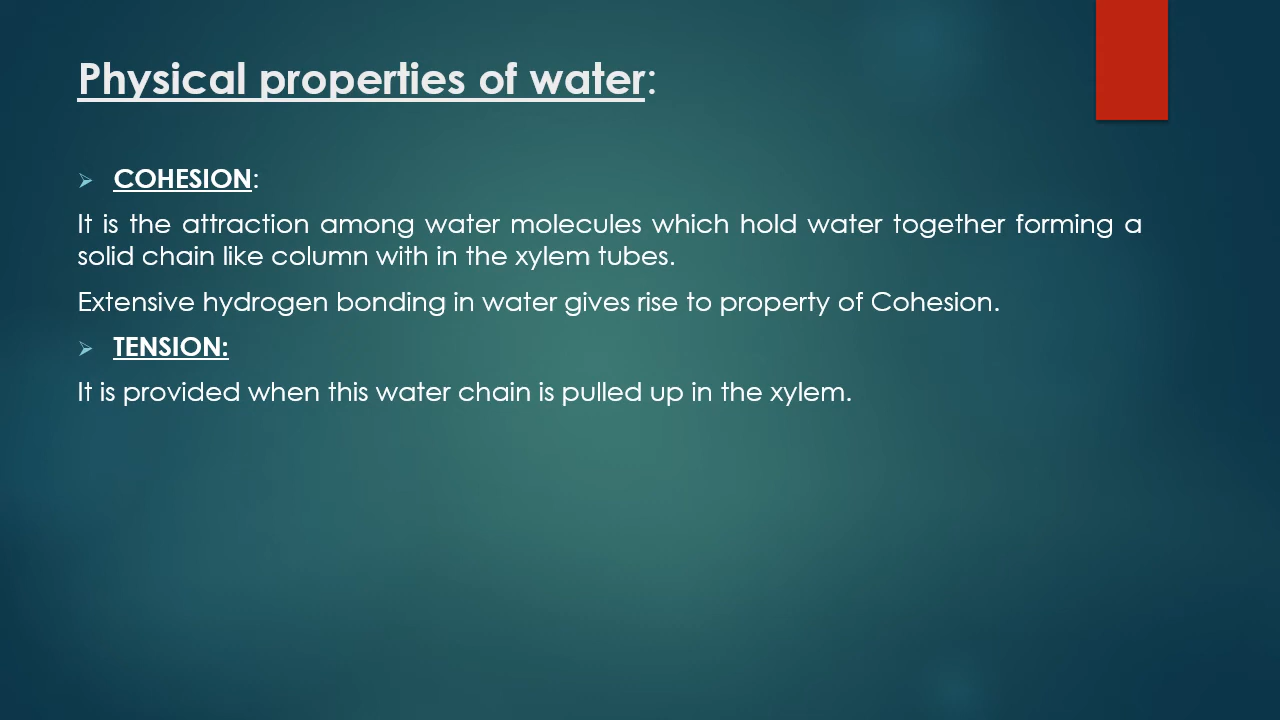 Physical properties of water:
➢ COHESION:
It is the attraction among water molecules which hold water together forming a
solid chain like column with in the xylem tubes.
Extensive hydrogen bonding in water gives rise to property of Cohesion.
➢ TENSION:
It is provided when this water chain is pulled up in the xylem.